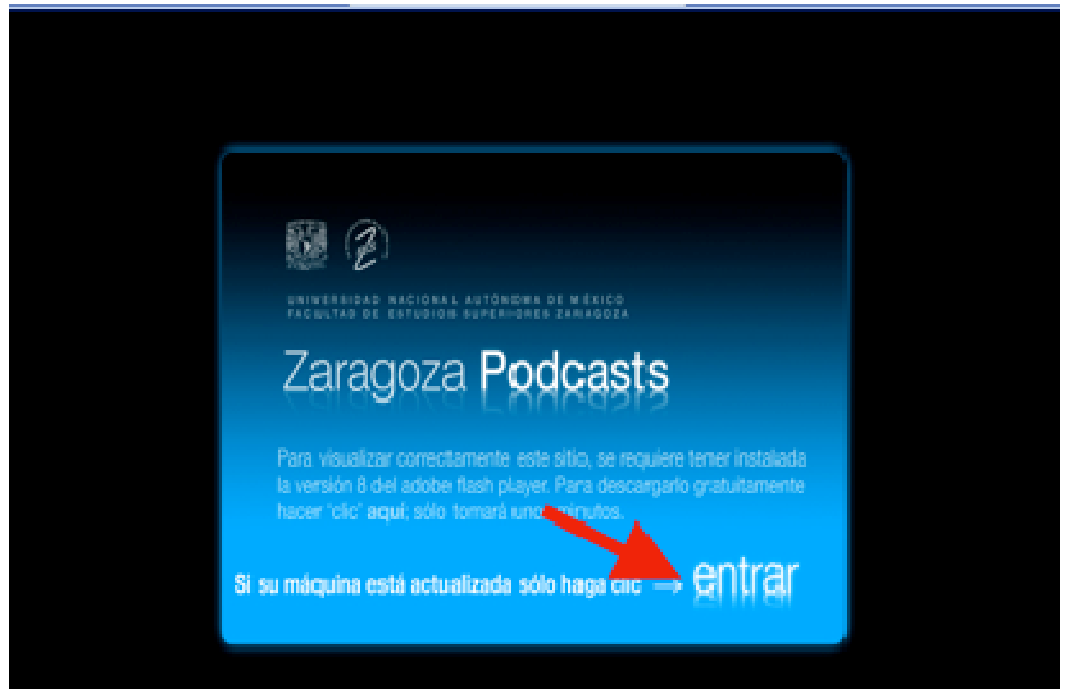 UNIVERSIDAD NACIONAL AUTÓNOMA DE MÉXICO
FACULTAD DE ESTUDIOS SUPERIORES ZARAGOZA
Zaragoza Podcasts
Para visualizar correctamente este sitio, se requiere tener instalada
la versión 8 del adobe flash player. Para descargarlo gratuitamente
hacer 'clic' aquí; sólo tomará unos minutos.
Si su máquina está actualizada sólo haga clic → entrar